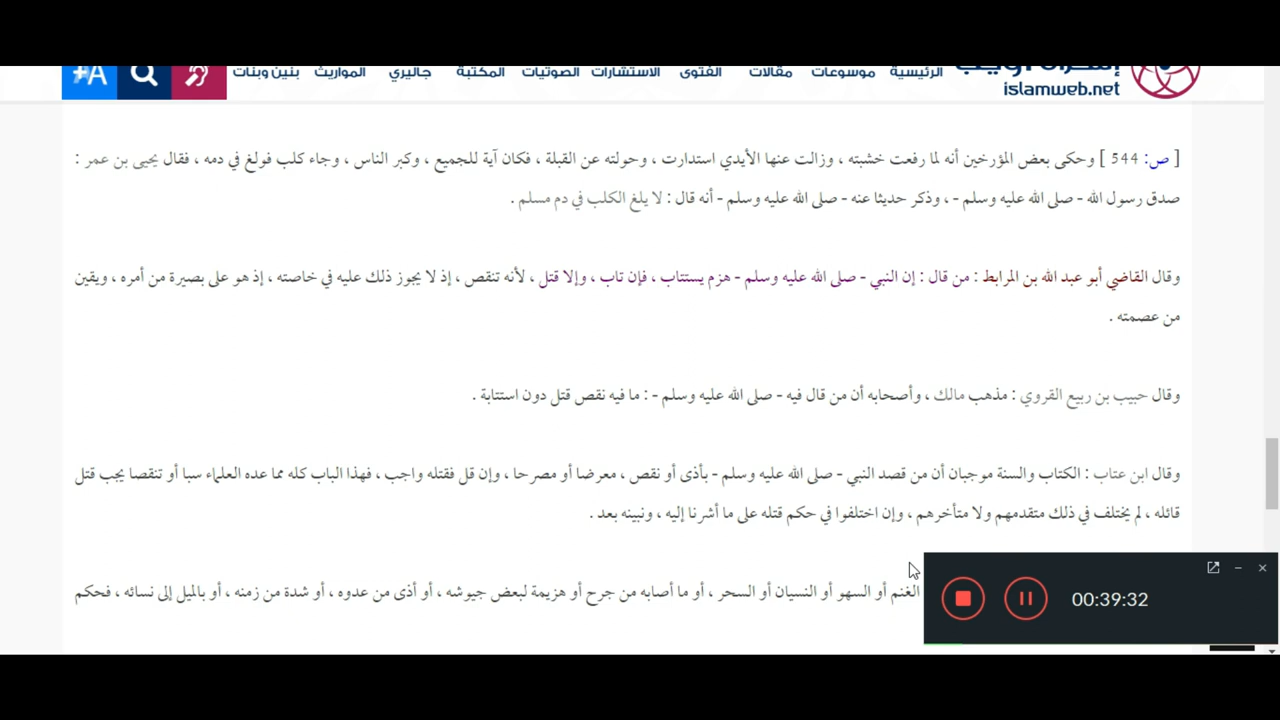 الرئيسية موسوعات مقالات الفتوى الاستشارات الصوتيات المكتبة جاليري المواريث بنين وبنات
islamweb.net
[ ص: 544 ] وحكى بعض المؤرخين أنه لما رفعت خشبته ، وزالت عنها الأيدي استدارت ، وحولته عن القبلة ، فكان آية للجميع ، وكبر الناس ، وجاء كلب فولغ في دمه ، فقال يحيى بن عمر :
صدق رسول الله - صلى الله عليه وسلم - ، وذكر حديثا عنه - صلى الله عليه وسلم - أنه قال : لا يلغ الكلب في دم مسلم .
وقال القاضي أبو عبد الله بن المرابط : من قال : إن النبي - صلى الله عليه وسلم - هزم يستتاب ، فإن تاب ، وإلا قتل ، لأنه تنقص ، إذ لا يجوز ذلك عليه في خاصته ، إذ هو على بصيرة من أمره ، ويقين
من عصمته .
وقال حبيب بن ربيع القروي : مذهب مالك ، وأصحابه أن من قال فيه - صلى الله عليه وسلم - : ما فيه نقص قتل دون استتابة .
وقال ابن عتاب : الكتاب والسنة موجبان أن من قصد النبي - صلى الله عليه وسلم - بأذى أو نقص ، معرضا أو مصرحا ، وإن قل فقتله واجب ، فهذا الباب كله مما عده العلماء سبا أو تنقصا يجب قتل
قائله ، لم يختلف في ذلك متقدمهم ولا متأخرهم ، وإن اختلفوا في حكم قتله على ما أشرنا إليه ، ونبينه بعد .
الغنم أو السهو أو النسيان أو السحر ، أو ما أصابه من جرح أو هزيمة لبعض جيوشه ، أو أذى من عدوه ، أو شدة من زمنه ، أو بالميل إلى نسائه ، فحكم
00:39:32